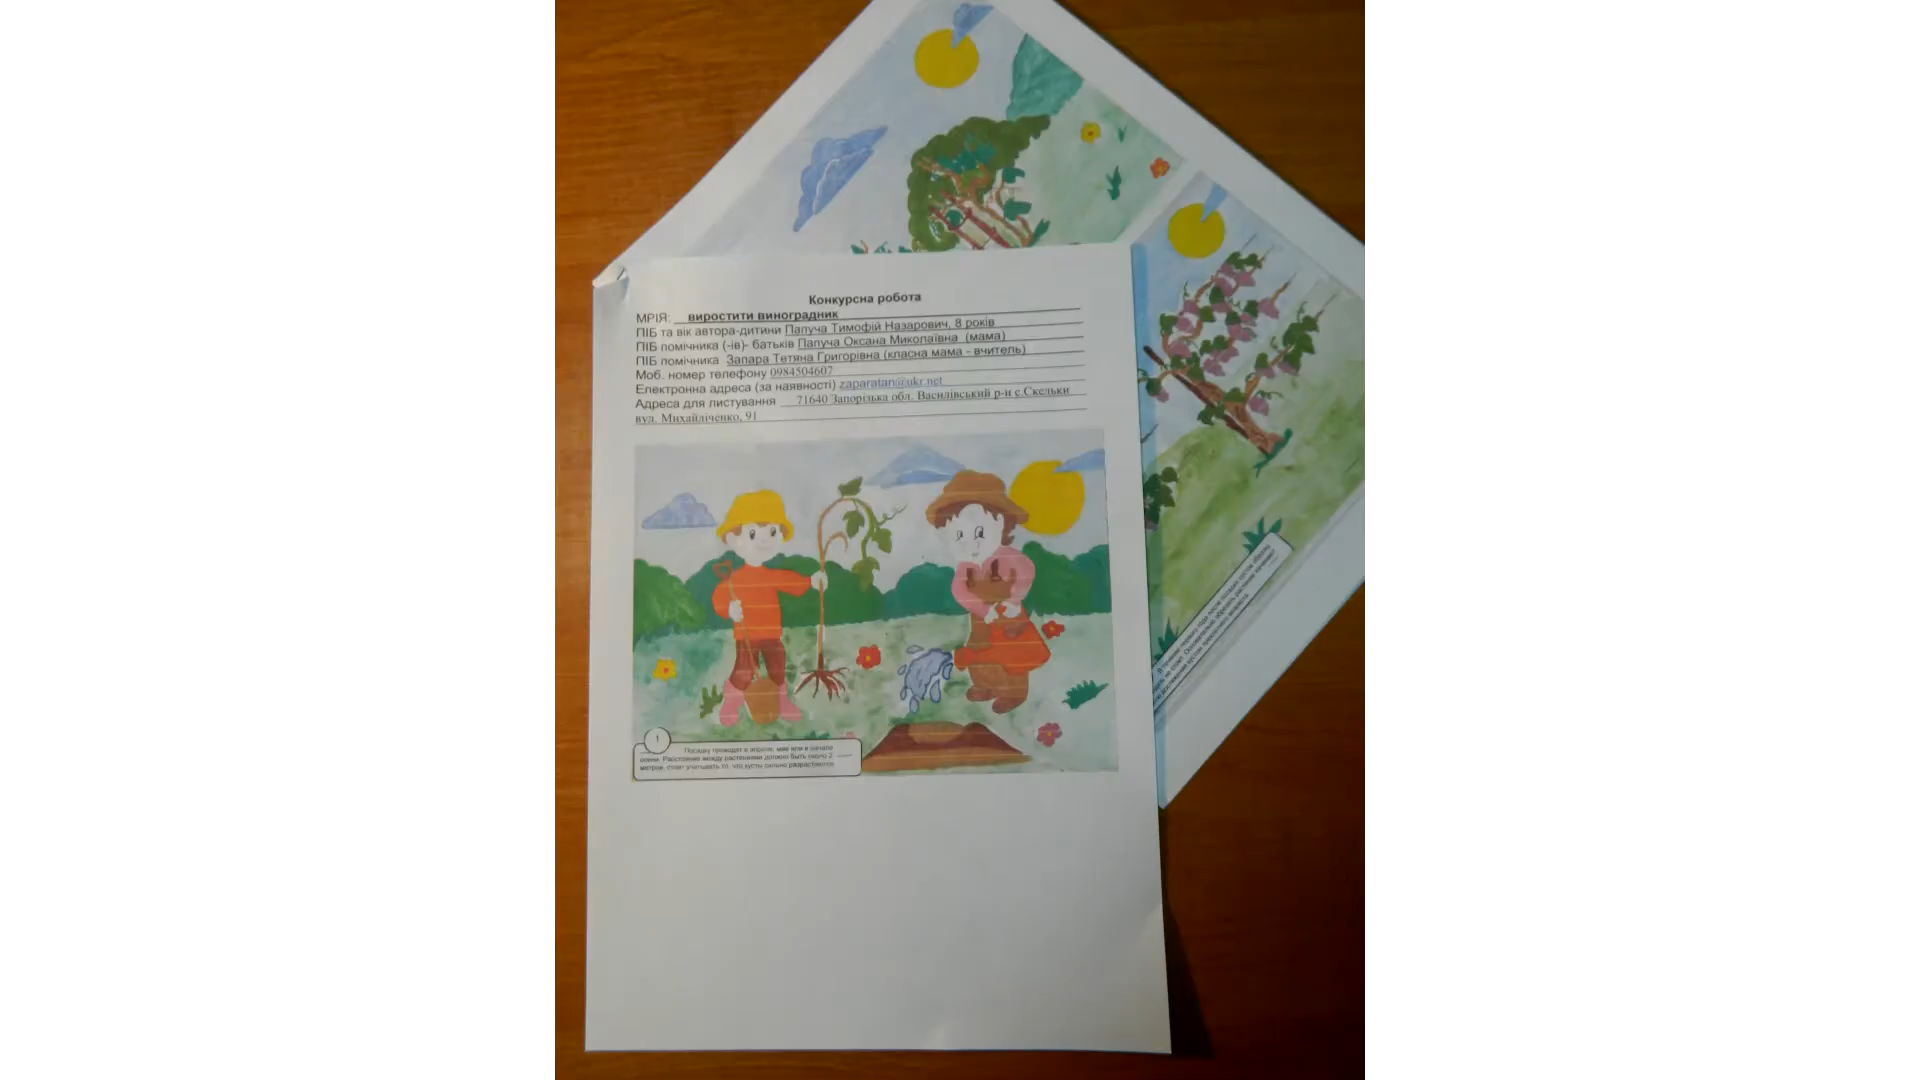 Конкурсна робота
МРІЯ: виростити виноградник
ПІБ та вік автора-дитини Папуча Тимофій Назарович, 8 років
ПІБ помічника (-ів)- батьків Папуча Оксана Миколаївна (мама)
ПІБ помічника Запара Тетяна Григорівна (класна мама - вчитель)
Моб. номер телефону 0984504607
Електронна адреса (за наявності) zaparatan@ukr.net
Адреса для листування 71640 Запорізька обл. Василівський р-н с.Скельки
вул. Михайліченко, 91
1
Посадку проводят в апреле, мае или в начале
осени. Расстояние между растениями должно быть около 2
метров, стоит учитывать то, что кусты сильно разрастаются